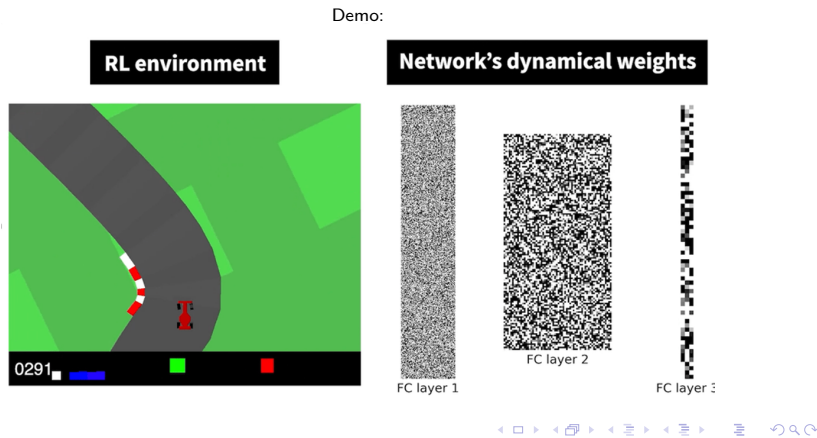 Demo:
RL environment
Network's dynamical weights
0291
FC layer 1
FC layer 2
FC layer 3